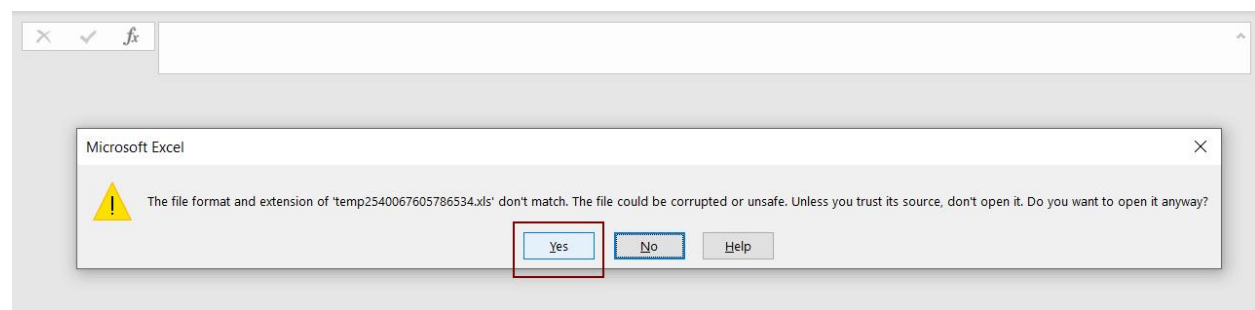 fx
Microsoft Excel
The file format and extension of 'temp2540067605786534.xls' don't match. The file could be corrupted or unsafe. Unless you trust its source, don't open it. Do you want to open it anyway?
Yes No Help